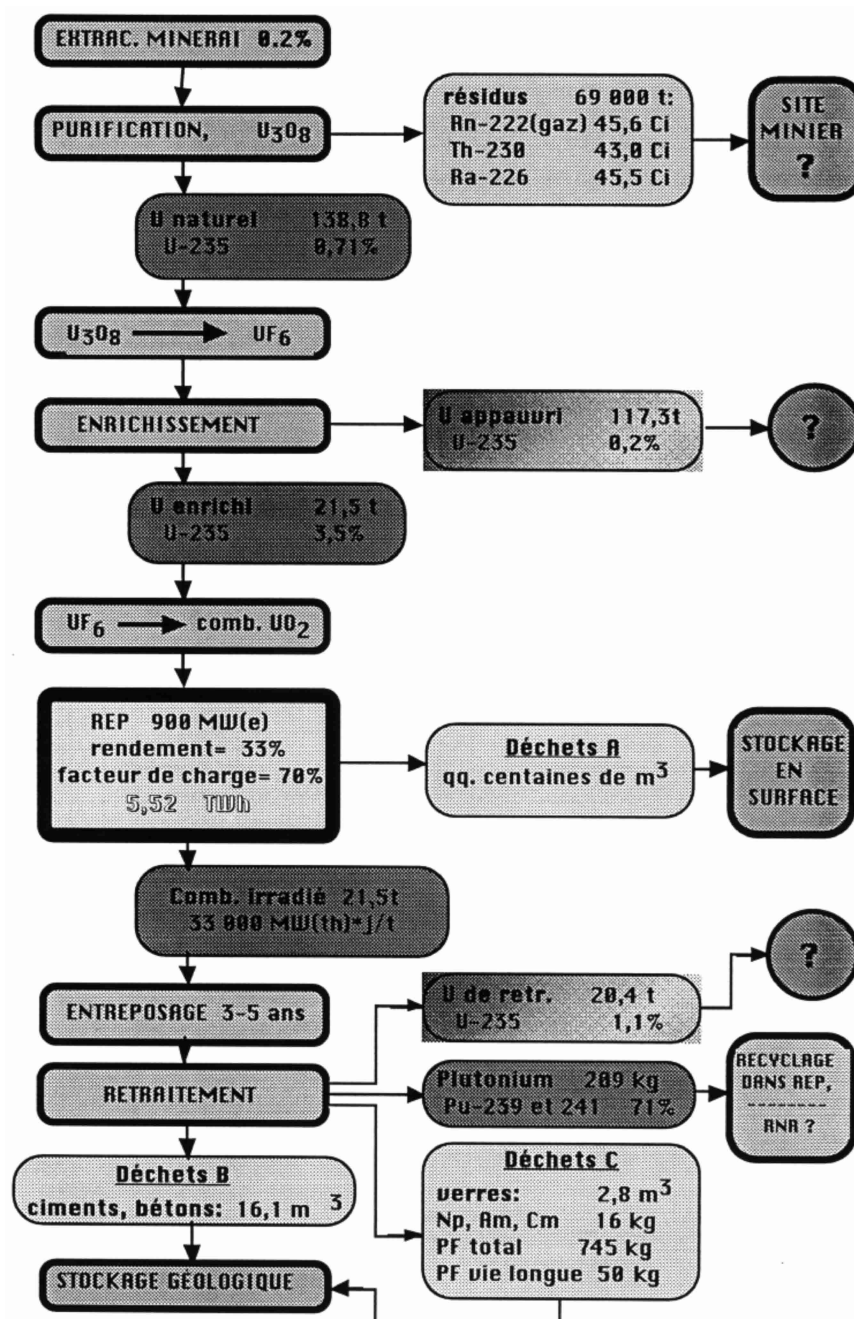 EXTRAC. MINERAI 0.2%
PURIFICATION, U3O8
résidus 69 000 t:
Rn-222(gaz) 45,6 Ci
Th-230 43,0 Ci
Ra-226 45,5 Ci
SITE
MINIER
?
U naturel 138,8 t
U-235 0,71%
U3O8 → UF6
ENRICHISSEMENT
U appauvri 117,3t
U-235 0,2%
?
U enrichi 21,5 t
U-235 3,5%
UF6 → comb. UO2
REP 900 MW(e)
rendement= 33%
facteur de charge= 70%
5,52 TWh
Déchets A
qq. centaines de m3
STOCKAGE
EN
SURFACE
Comb. irradié 21,5t
33 000 MW(th)*j/t
ENTREPOSAGE 3-5 ans
U de retr. 20,4 t
U-235 1,1%
?
RETRAITEMENT
Plutonium 209 kg
Pu-239 et 241 71%
RECYCLAGE
DANS REP,
--------
RNR ?
Déchets B
ciments, bétons: 16,1 m 3
Déchets C
verres: 2,8 m3
Np, Am, Cm 16 kg
PF total 745 kg
PF vie longue 50 kg
STOCKAGE GÉOLOGIQUE